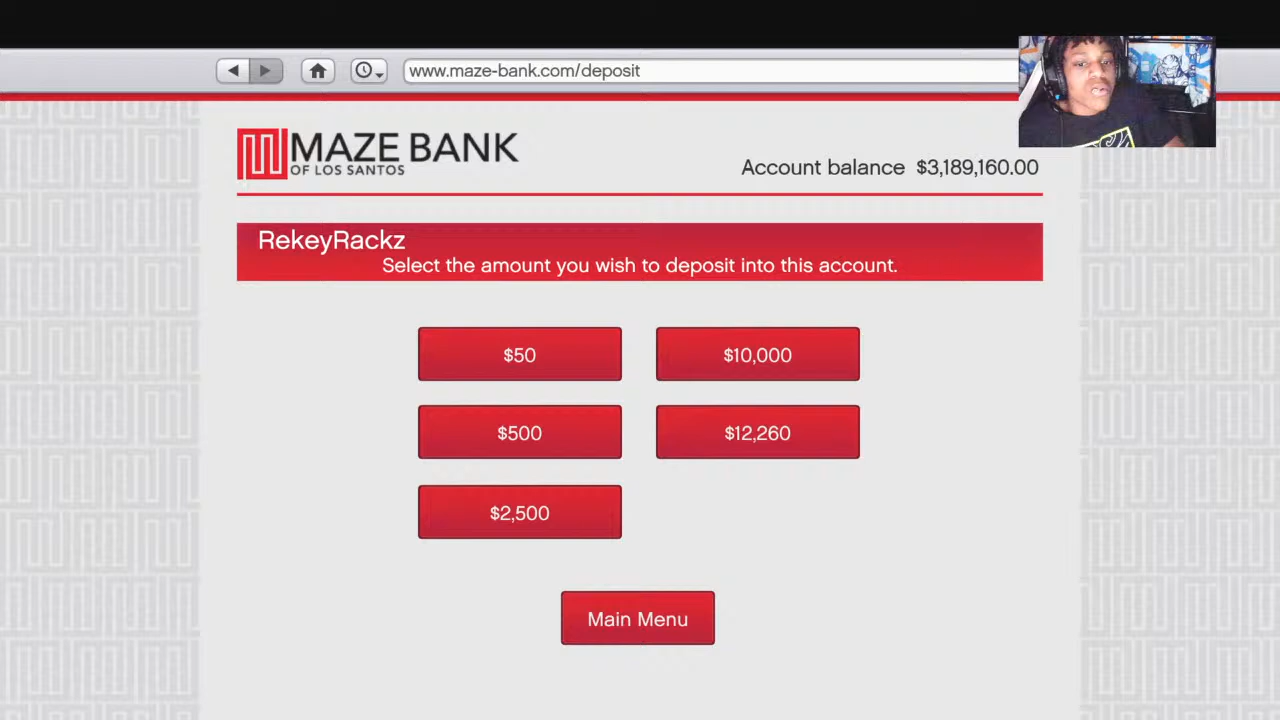 www.maze-bank.com/deposit
MAZE BANK
OF LOS SANTOS
Account balance $3,189,160.00
RekeyRackz
Select the amount you wish to deposit into this account.
$50
$10,000
$500
$12,260
$2,500
Main Menu